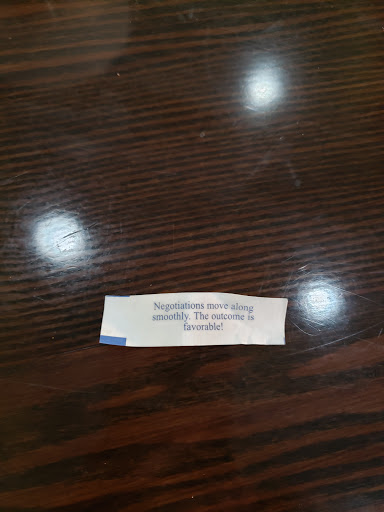 Negotiations move along
smoothly. The outcome is
favorable!